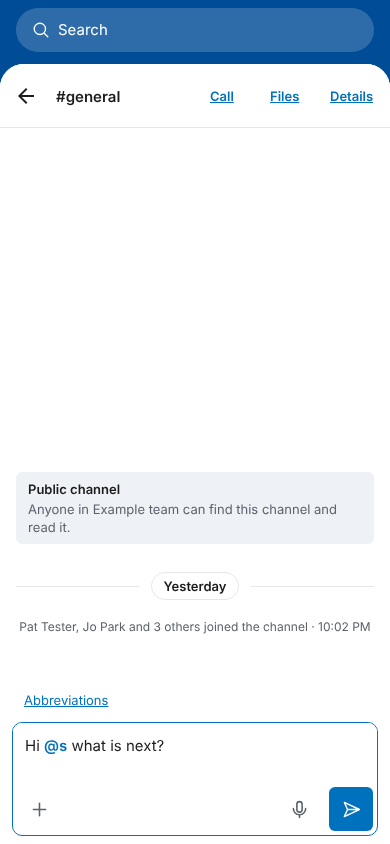 Search
#general
Call
Files
Details
Public channel
Anyone in Example team can find this channel and
read it.
Yesterday
Pat Tester, Jo Park and 3 others joined the channel · 10:02 PM
Abbreviations
Hi @s what is next?